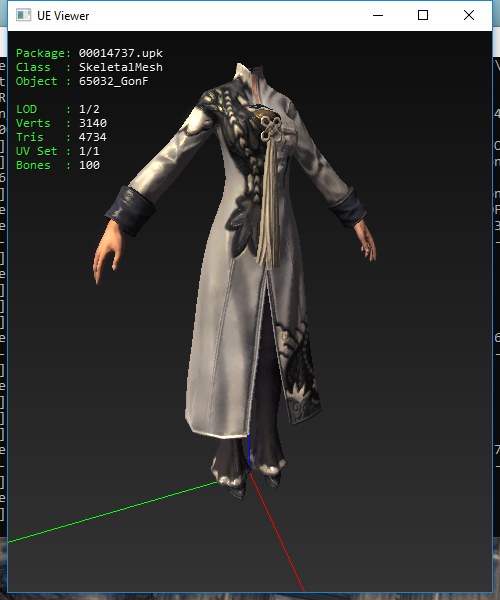 UE Viewer
Package: 00014737.upk
Class : SkeletalMesh
Object : 65032_GonF
LOD : 1/2
Verts : 3140
Tris : 4734
UV Set : 1/1
Bones : 100